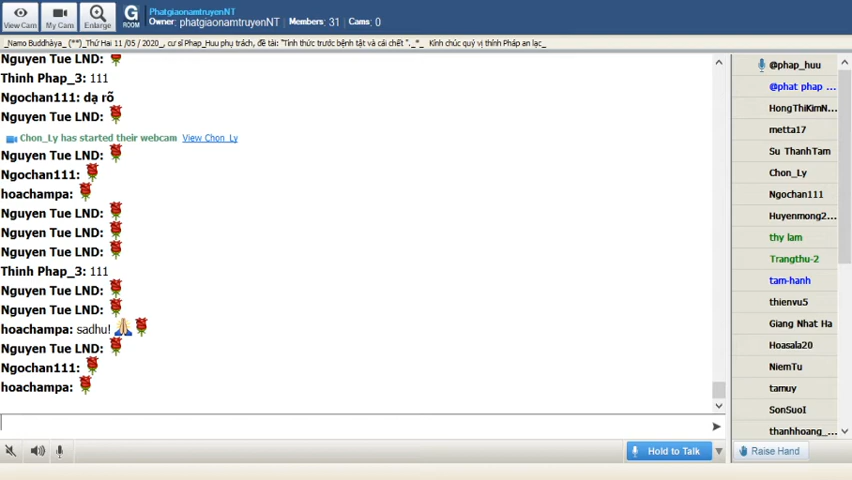 View Cam
My Cam
Enlarge
G
ROOM
PhatgiaonamtruyenNT
Owner: phatgiaonamtruyenNT | Members: 31 | Cams: 0
_Namo Buddhàya_ (**)_Thứ Hai 11 /05 / 2020_, cư sĩ Phap_Huu phụ trách, đề tài: "Tỉnh thức trước bệnh tật và cái chết "._*_ Kính chúc quý vị thính Pháp an lạc_
Nguyen Tue LND:
Thinh Phap_3: 111
Ngochan111: dạ rõ
Nguyen Tue LND:
Chon_Ly has started their webcam View Chon_Ly
Nguyen Tue LND:
Ngochan111:
hoachampa:
Nguyen Tue LND:
Nguyen Tue LND:
Nguyen Tue LND:
Thinh Phap_3: 111
Nguyen Tue LND:
Nguyen Tue LND:
hoachampa: sadhu!
Nguyen Tue LND:
Ngochan111:
hoachampa:
Hold to Talk
@phap_huu
@phat phap ...
HongThiKimN...
metta17
Su ThanhTam
Chon_Ly
Ngochan111
Huyenmong2...
thy lam
Trangthu-2
tam-hanh
thienvu5
Giang Nhat Ha
Hoasala20
NiemTu
tamuy
SonSuoI
thanhhoang_...
Raise Hand